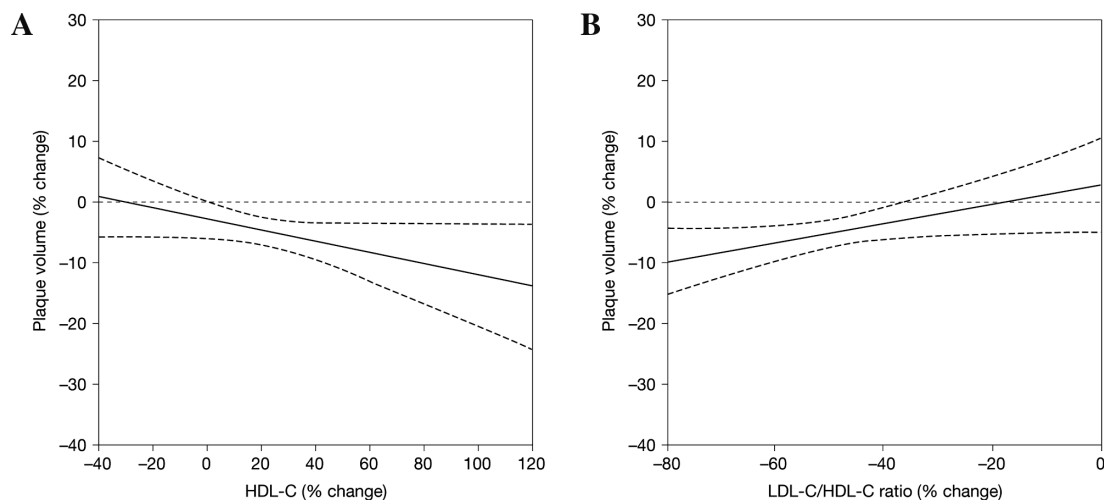 A
30
20
10
0
–10
–20
–30
–40
Plaque volume (% change)
–40 –20 0 20 40 60 80 100 120
HDL-C (% change)
B
30
20
10
0
–10
–20
–30
–40
Plaque volume (% change)
–80 –60 –40 –20 0
LDL-C/HDL-C ratio (% change)